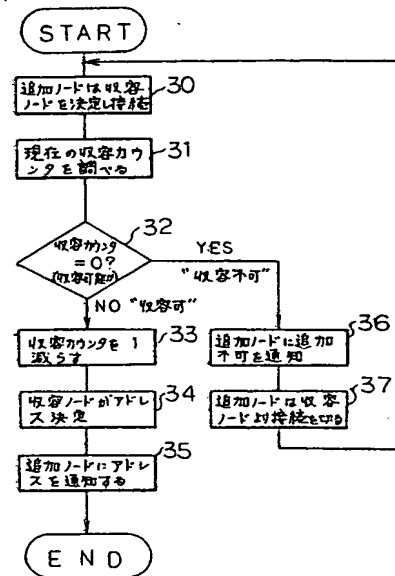 START
追加ノードは収容
ノードを決定し接続
30
現在の収容カウ
ンタを調べる
31
収容カウンタ
=0?
(収容可能か)
32
YES
"収容不可"
NO "収容可"
収容カウンタを1
減らす
33
収容ノードがアドレ
ス決定
34
追加ノードにアドレ
スを通知する
35
END
追加ノードに追加
不可を通知
36
追加ノードは収容
ノードより接続を切る
37